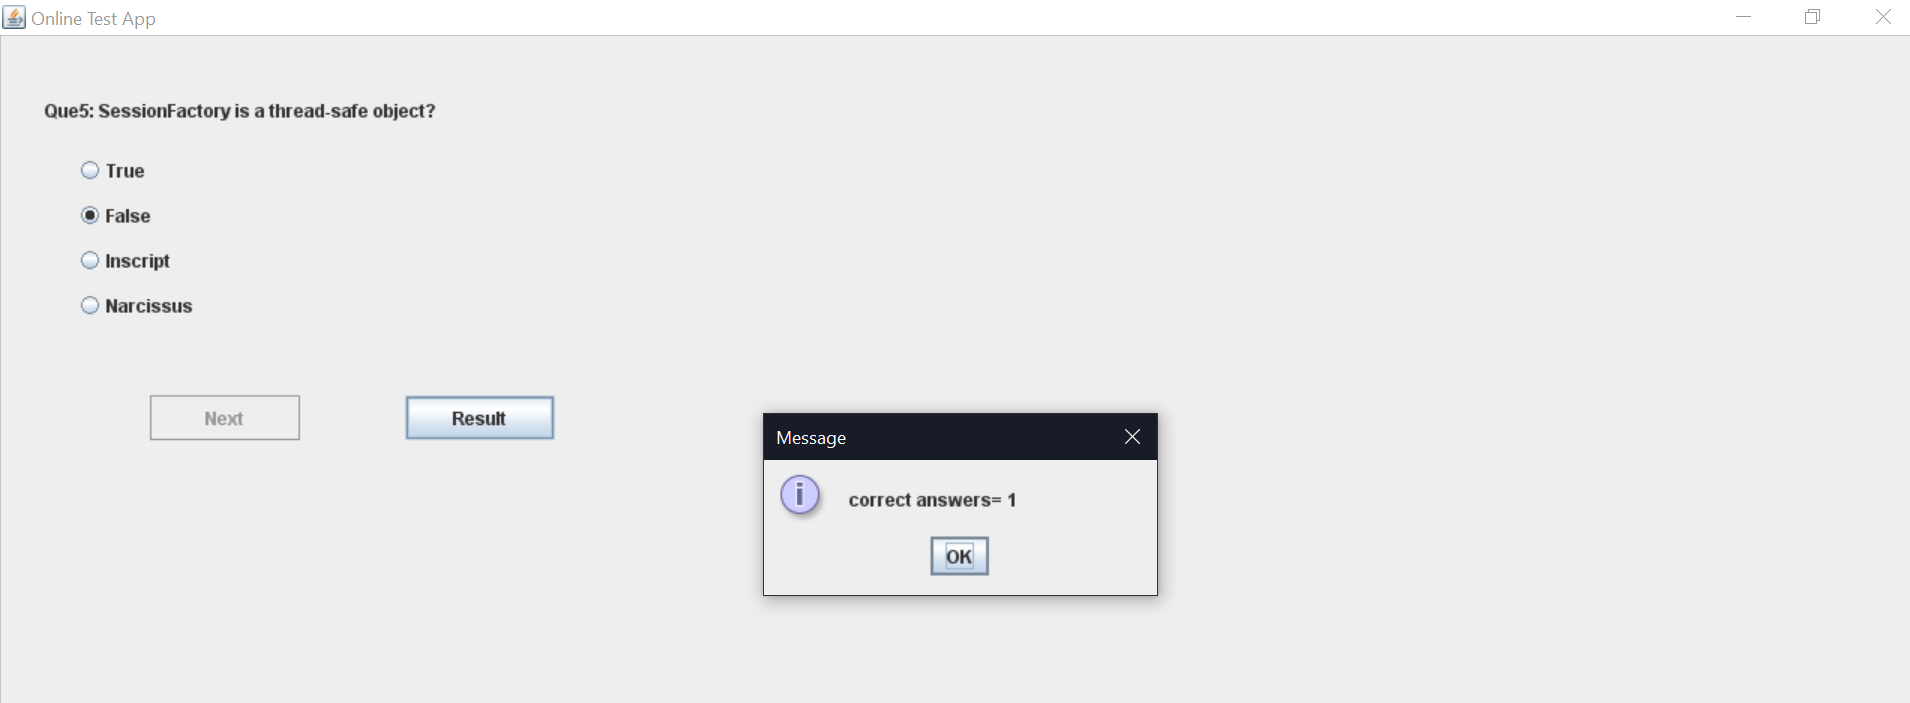 Online Test App
Que5: SessionFactory is a thread-safe object?
True
False
Inscript
Narcissus
Next
Result
Message
i
correct answers= 1
OK